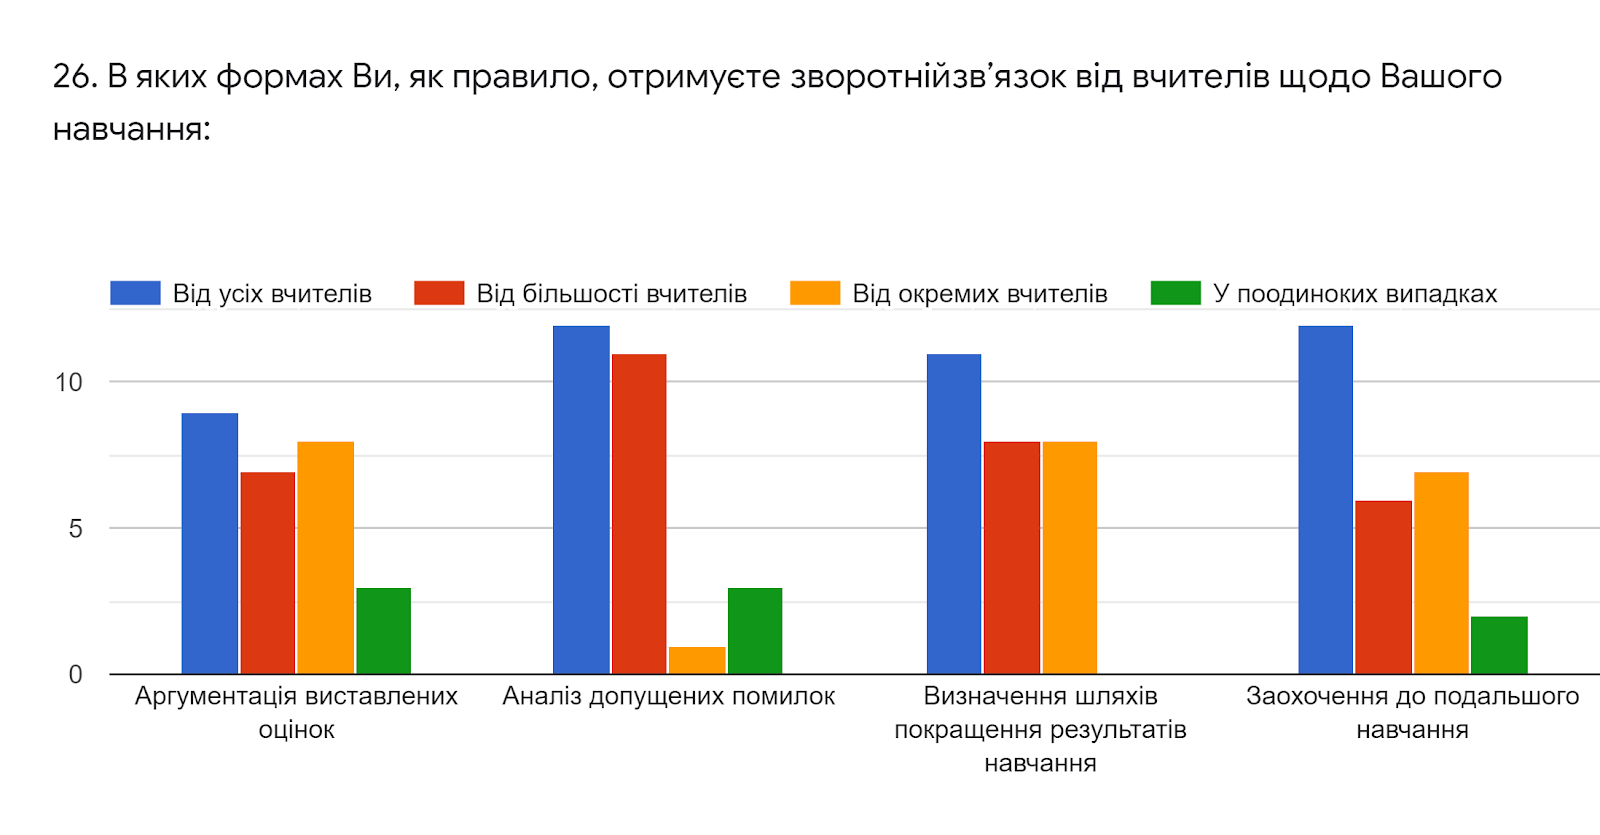 26. В яких формах Ви, як правило, отримуєте зворотнійзв’язок від вчителів щодо Вашого
навчання:
Від усіх вчителів
Від більшості вчителів
Від окремих вчителів
У поодиноких випадках
10
5
0
Аргументація виставлених
оцінок
Аналіз допущених помилок
Визначення шляхів
покращення результатів
навчання
Заохочення до подальшого
навчання